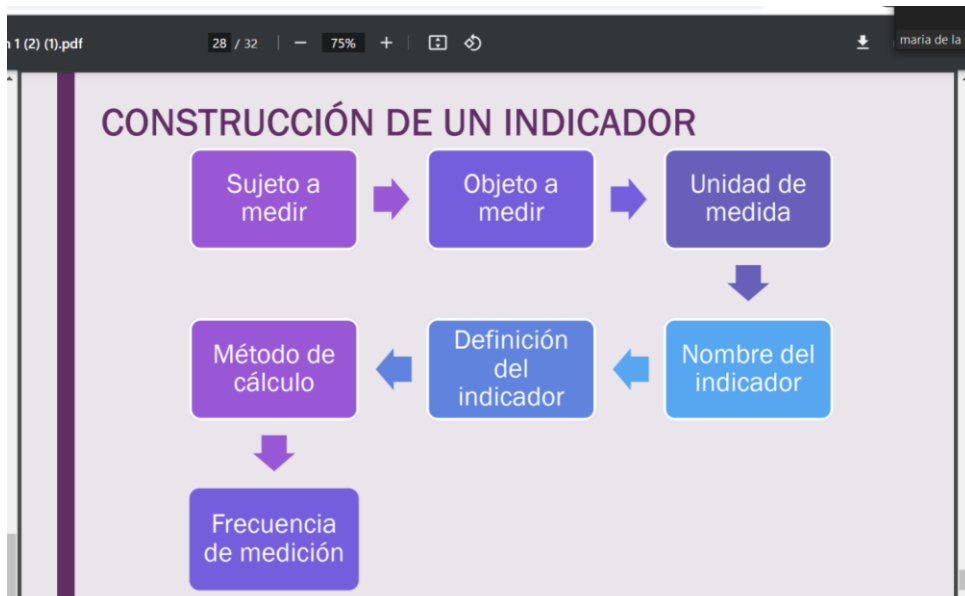 n 1 (2) (1).pdf
28 / 32
75%
maria de la
CONSTRUCCIÓN DE UN INDICADOR
Sujeto a
medir
Objeto a
medir
Unidad de
medida
Nombre del
indicador
Definición
del
indicador
Método de
cálculo
Frecuencia
de medición